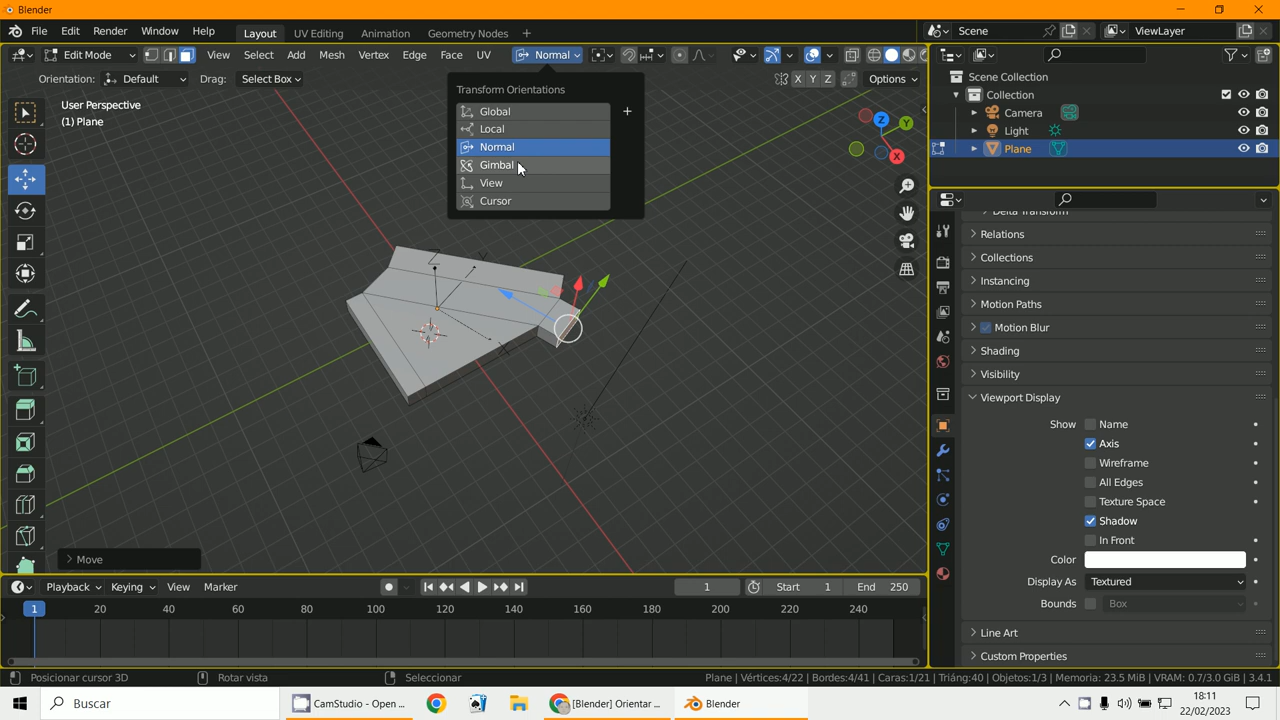 Blender
File Edit Render Window Help Layout UV Editing Animation Geometry Nodes + Scene ViewLayer
Edit Mode View Select Add Mesh Vertex Edge Face UV Normal
Orientation: Default Drag: Select Box X Y Z Options
User Perspective
(1) Plane
Transform Orientations
Global
Local
Normal
Gimbal
View
Cursor
Z
Y
X
Z
Y
X
Move
Scene Collection
Collection
Camera
Light
Plane
Delta Transform
Relations
Collections
Instancing
Motion Paths
Motion Blur
Shading
Visibility
Viewport Display
Show Name
Axis
Wireframe
All Edges
Texture Space
Shadow
In Front
Color
Display As Textured
Bounds Box
Line Art
Custom Properties
Playback Keying View Marker 1 Start 1 End 250
1 20 40 60 80 100 120 140 160 180 200 220 240
Posicionar cursor 3D Rotar vista Seleccionar Plane | Vértices:4/22 | Bordes:4/41 | Caras:1/21 | Triáng:40 | Objetos:1/3 | Memoria: 23.5 MiB | VRAM: 0.7/3.0 GiB | 3.4.1
Buscar CamStudio - Open ... [Blender] Orientar ... Blender 18:11
22/02/2023